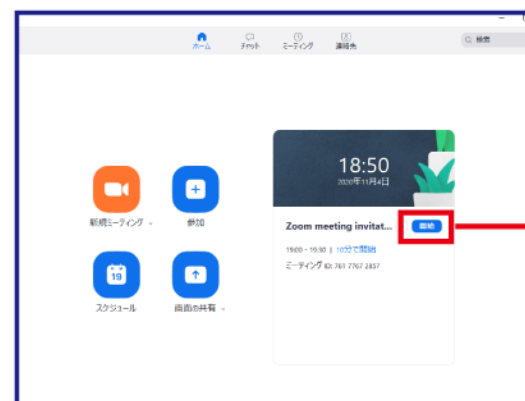 ホーム
チャット
ミーティング
連絡先
検索
18:50
2020年11月4日
新規ミーティング
参加
Zoom meeting invitat...
開始
19:00 - 19:30 | 10分で開始
ミーティング ID: 761 7767 2857
19
スケジュール
画面の共有